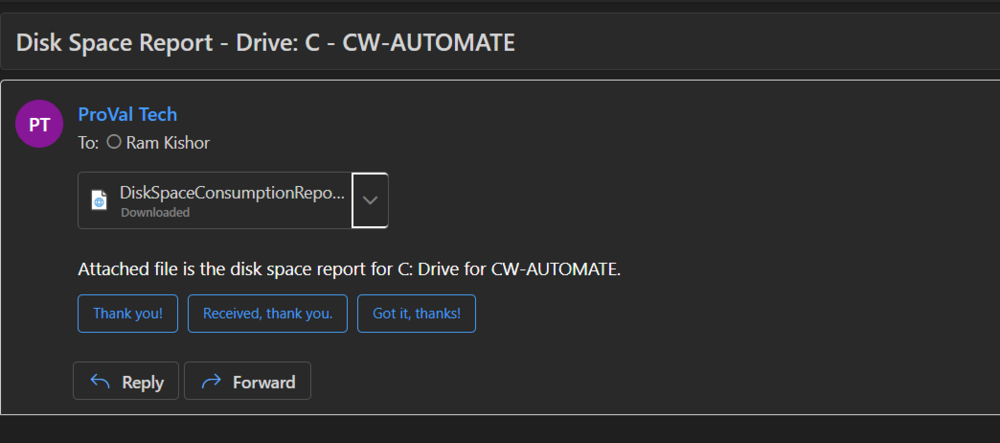 Disk Space Report - Drive: C - CW-AUTOMATE
PT
ProVal Tech
To: Ram Kishor
DiskSpaceConsumptionRepo...
Downloaded
Attached file is the disk space report for C: Drive for CW-AUTOMATE.
Thank you!
Received, thank you.
Got it, thanks!
Reply
Forward